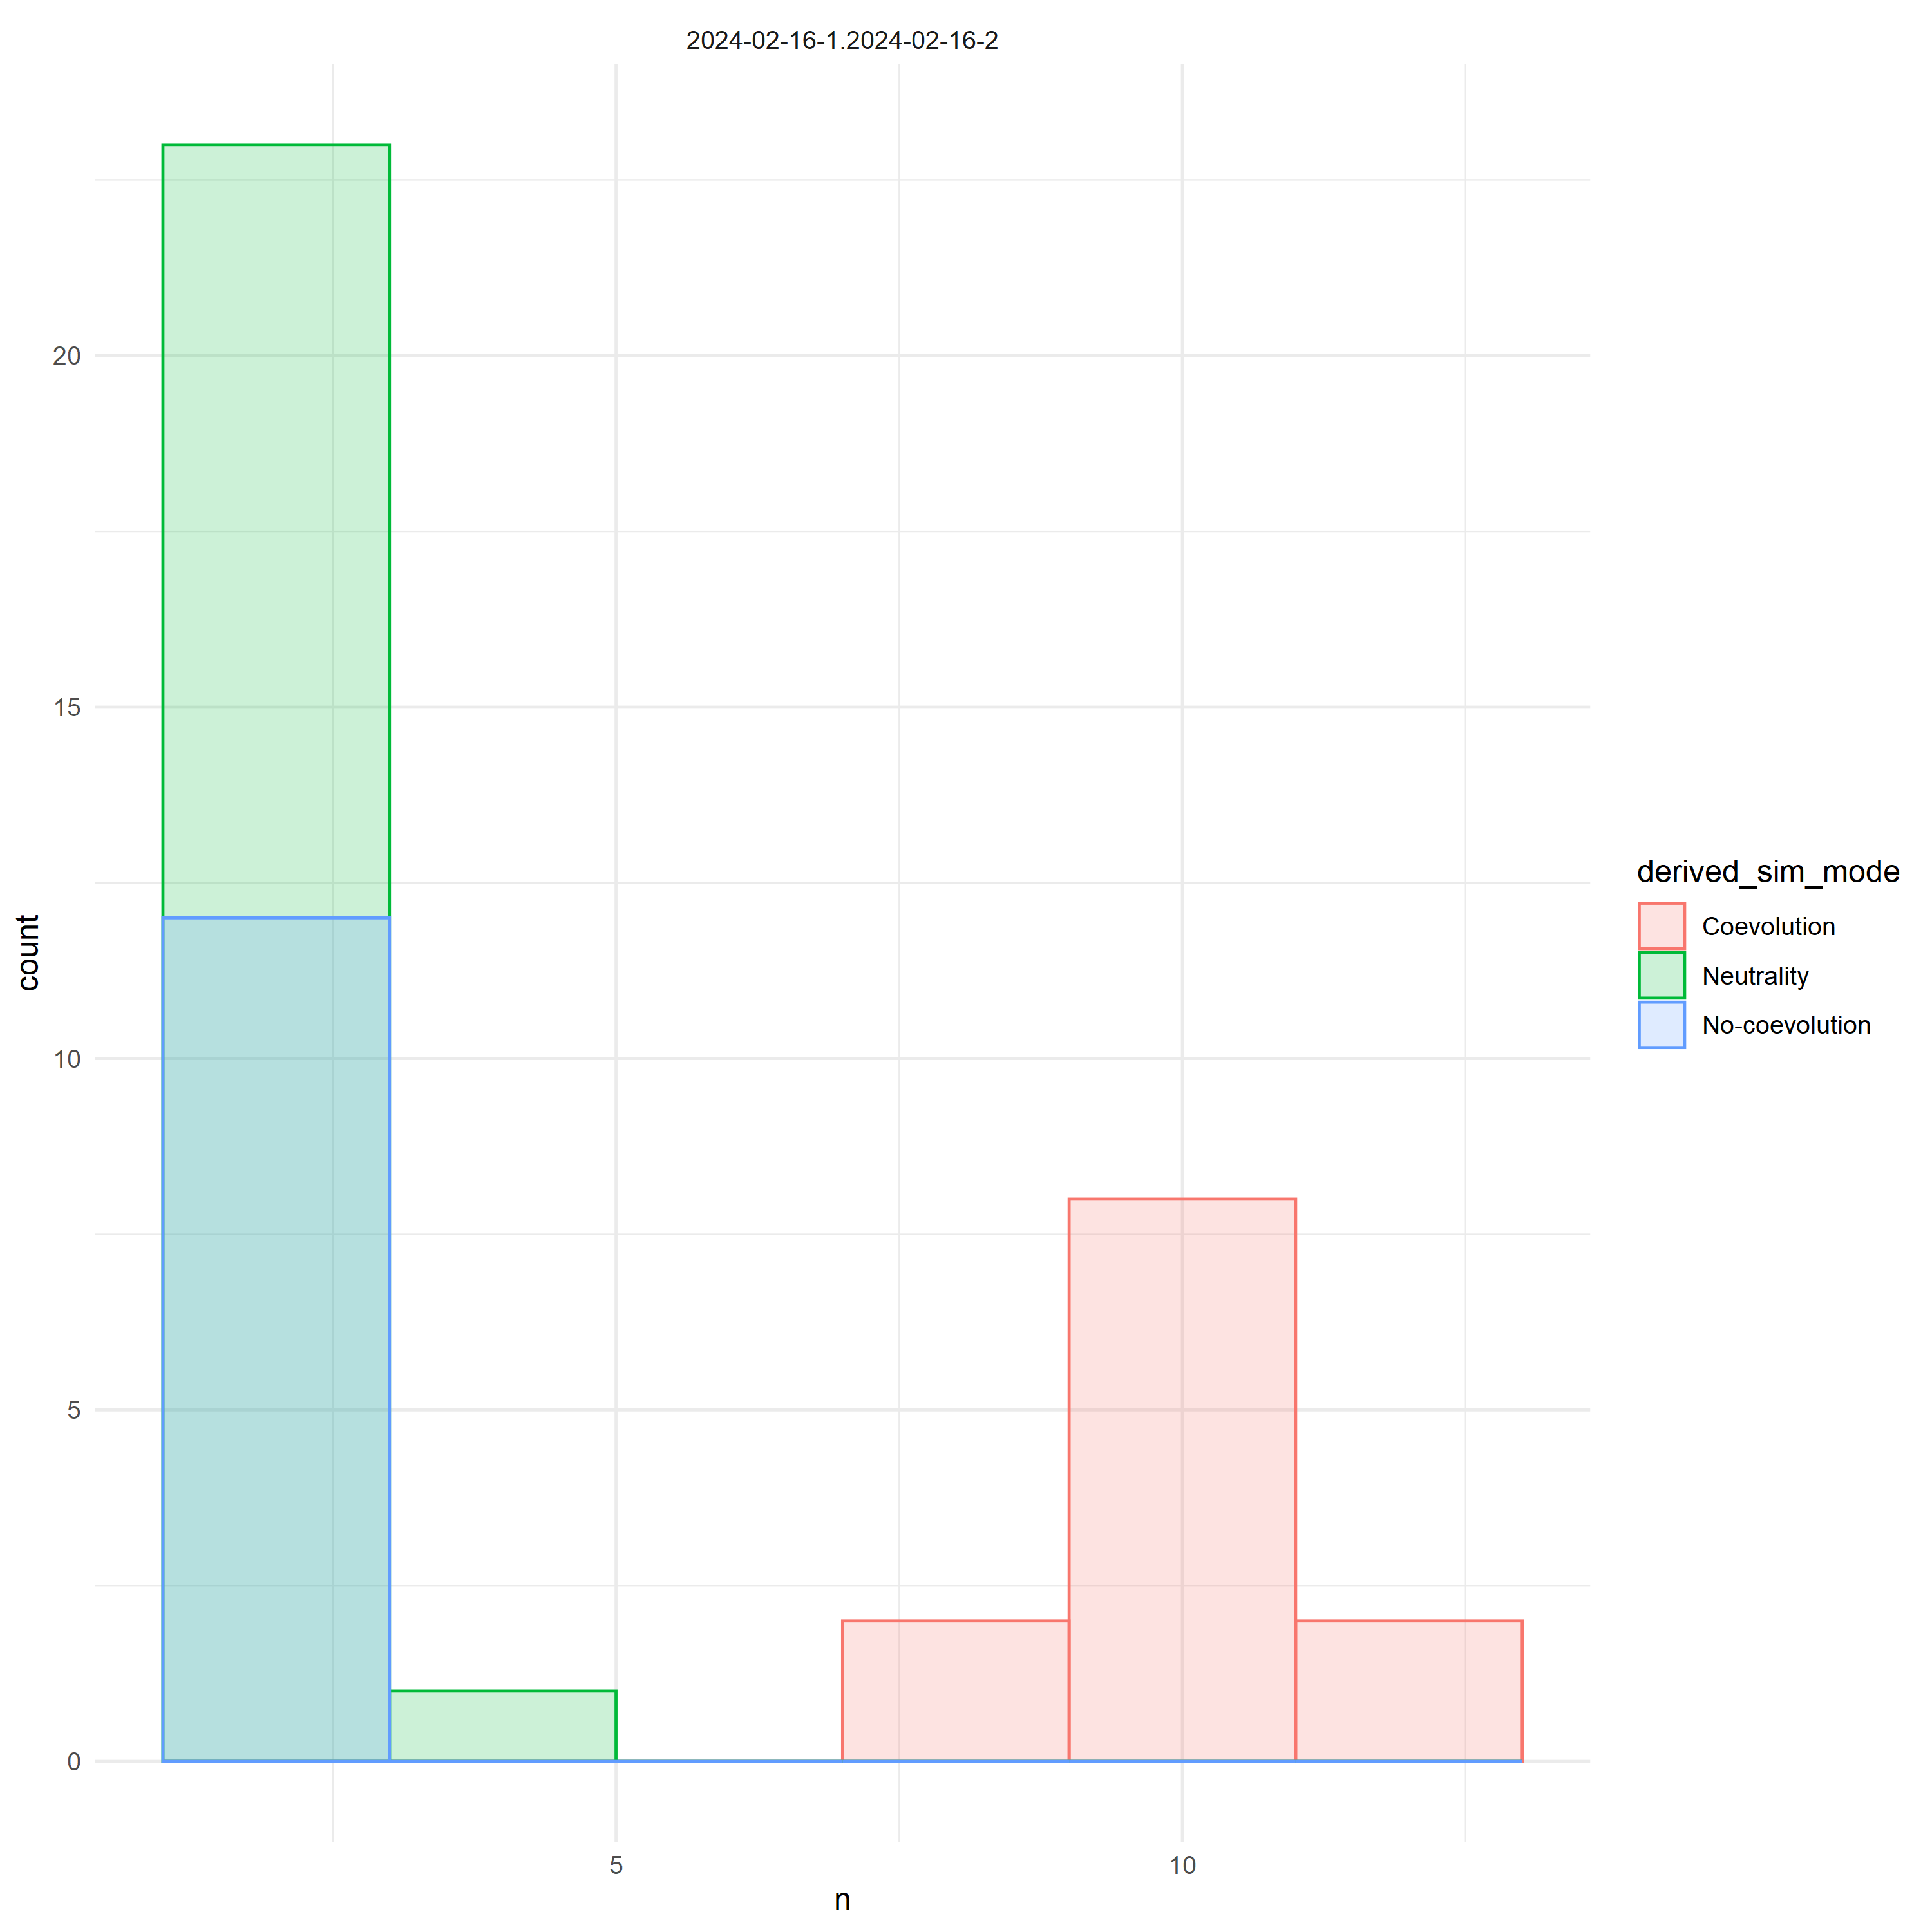 2024-02-16-1.2024-02-16-2
20
15
10
5
0
count
5
10
n
derived_sim_mode
Coevolution
Neutrality
No-coevolution